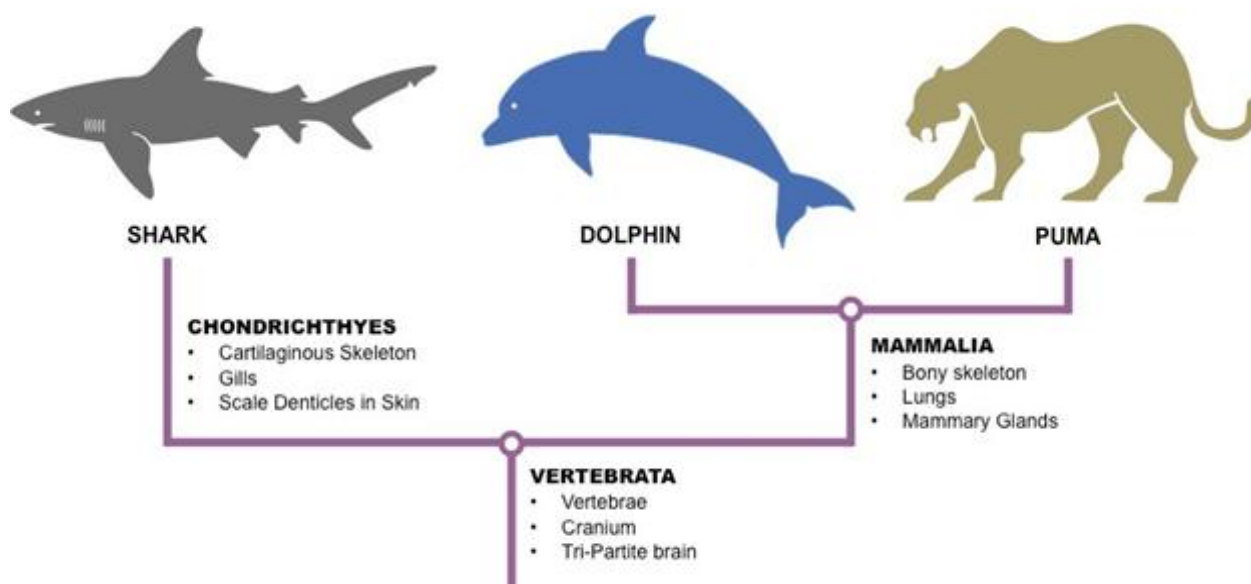 SHARK
DOLPHIN
PUMA
CHONDRICHTHYES
• Cartilaginous Skeleton
• Gills
• Scale Denticles in Skin
MAMMALIA
• Bony skeleton
• Lungs
• Mammary Glands
VERTEBRATA
• Vertebrae
• Cranium
• Tri-Partite brain